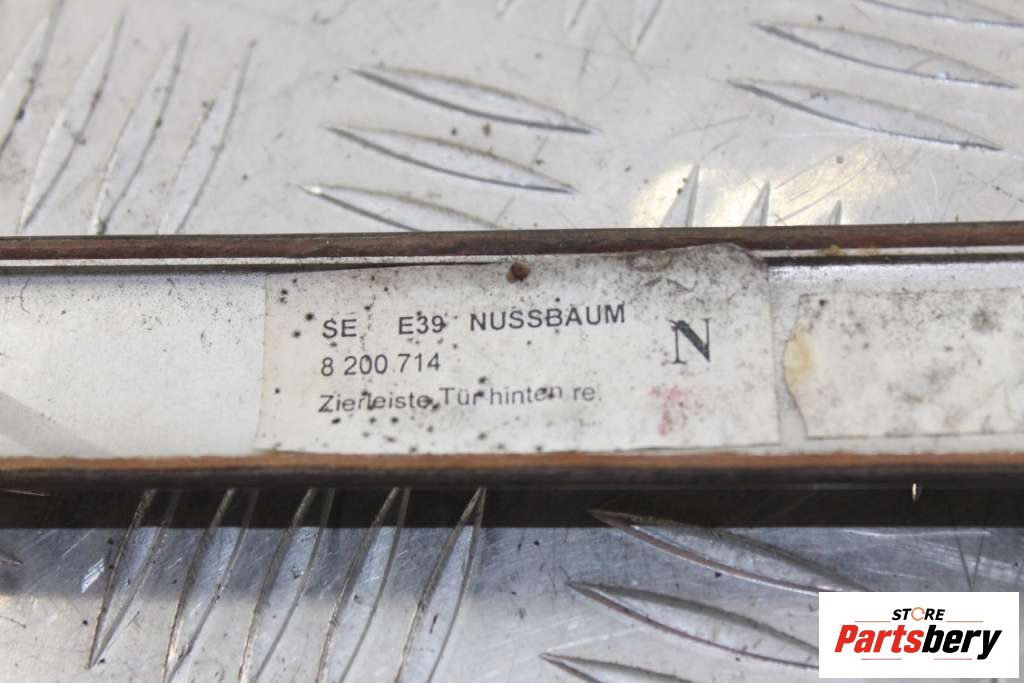 SE E39 NUSSBAUM
8 200 714
N
Zierleiste Tür hinten re.
STORE
Partsbery